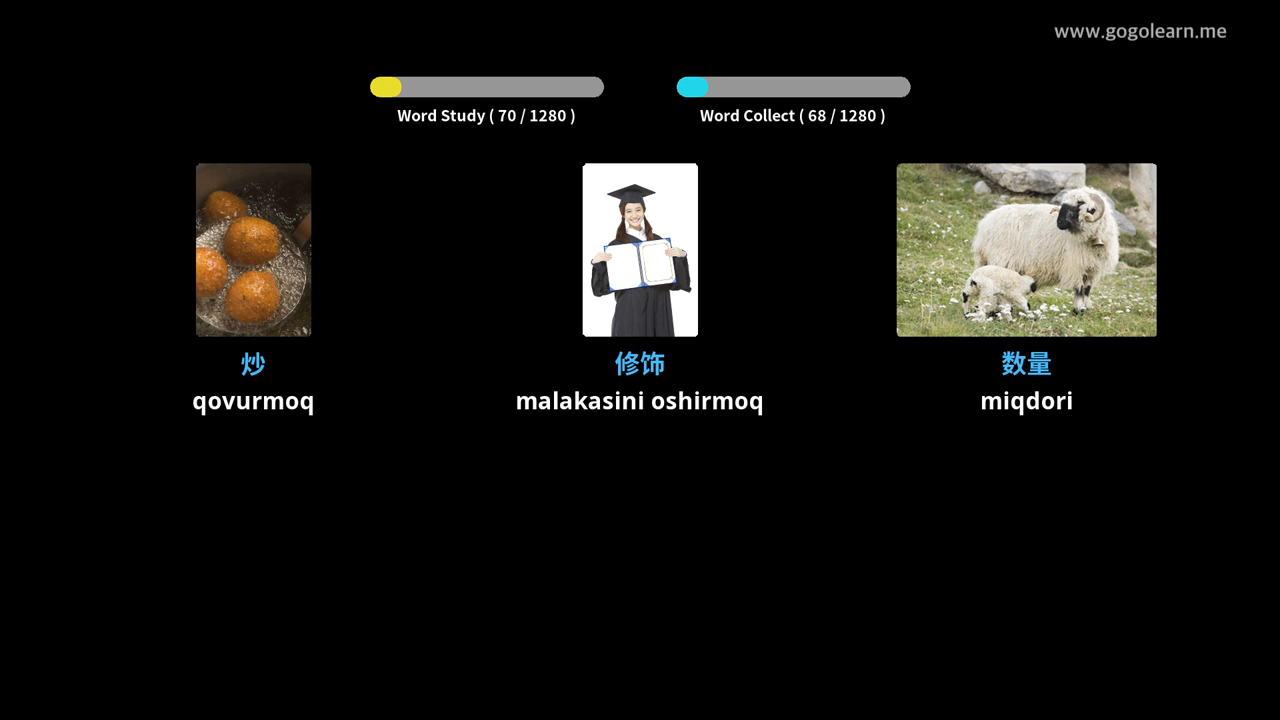 www.gogolearn.me
Word Study ( 70 / 1280 )
Word Collect ( 68 / 1280 )
炒
qovurmoq
修饰
malakasini oshirmoq
数量
miqdori